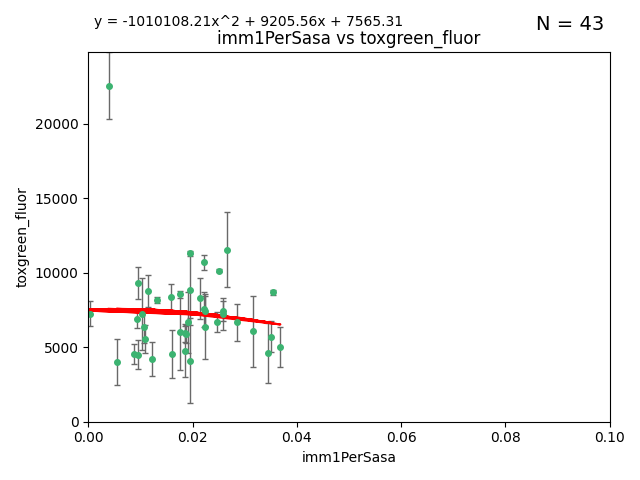 y = -1010108.21x^2 + 9205.56x + 7565.31
N = 43
imm1PerSasa vs toxgreen_fluor
toxgreen_fluor
20000
15000
10000
5000
0
0.00 0.02 0.04 0.06 0.08 0.10
imm1PerSasa